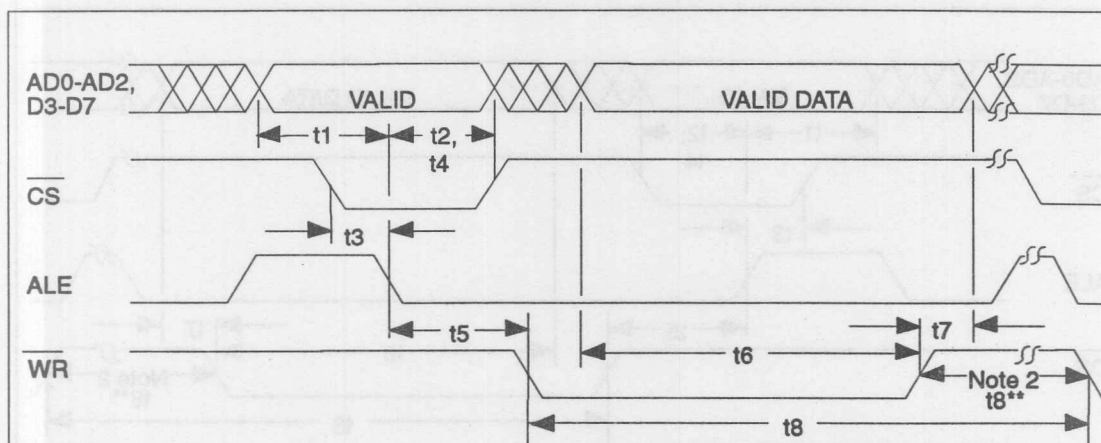 AD0-AD2,
D3-D7
VALID
VALID DATA
t1
t2,
t4
CS
t3
ALE
t5
t6
t7
WR
Note 2
t8**
t8